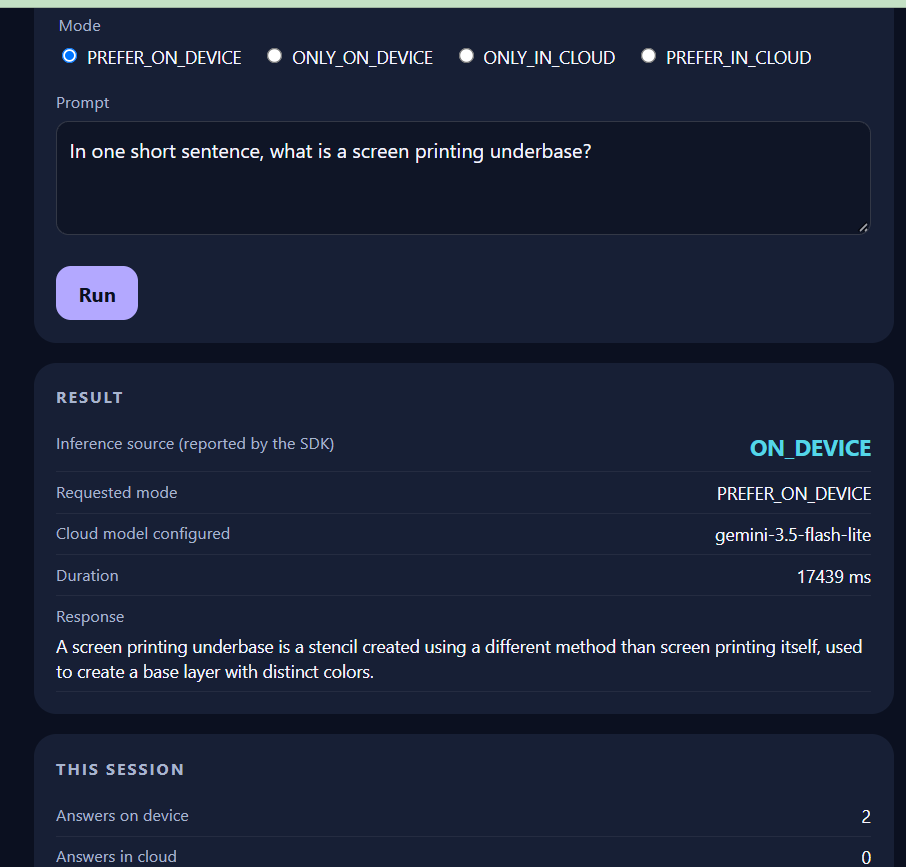 Mode
PREFER_ON_DEVICE ONLY_ON_DEVICE ONLY_IN_CLOUD PREFER_IN_CLOUD
Prompt
In one short sentence, what is a screen printing underbase?
Run
RESULT
Inference source (reported by the SDK) ON_DEVICE
Requested mode PREFER_ON_DEVICE
Cloud model configured gemini-3.5-flash-lite
Duration 17439 ms
Response
A screen printing underbase is a stencil created using a different method than screen printing itself, used
to create a base layer with distinct colors.
THIS SESSION
Answers on device 2
Answers in cloud 0